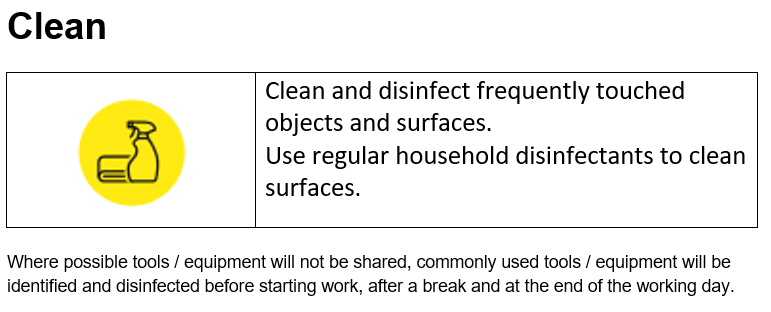 Clean
Clean and disinfect frequently touched
objects and surfaces.
Use regular household disinfectants to clean
surfaces.
Where possible tools / equipment will not be shared, commonly used tools / equipment will be
identified and disinfected before starting work, after a break and at the end of the working day.